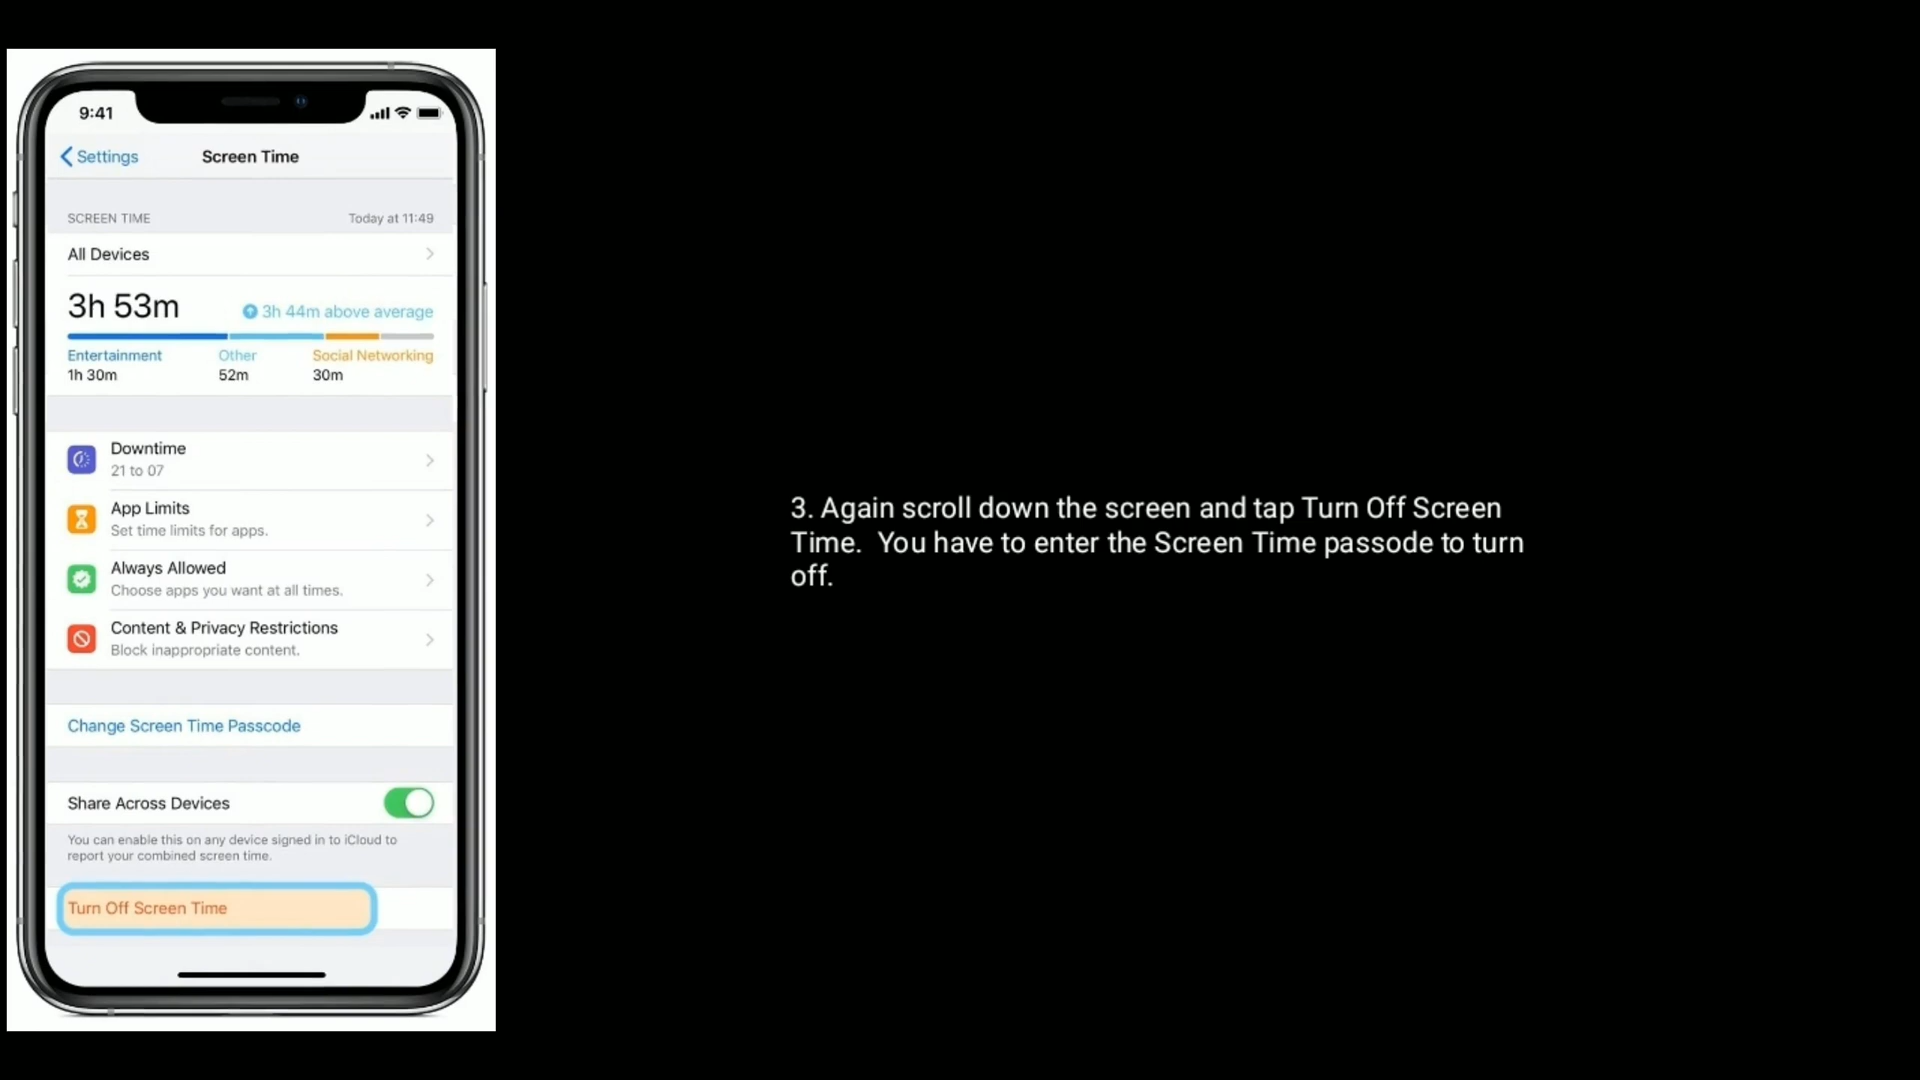 9:41
Settings
Screen Time
SCREEN TIME
Today at 11:49
All Devices
3h 53m
3h 44m above average
Entertainment
Other
Social Networking
1h 30m
52m
30m
Downtime
21 to 07
App Limits
Set time limits for apps.
Always Allowed
Choose apps you want at all times.
Content & Privacy Restrictions
Block inappropriate content.
Change Screen Time Passcode
Share Across Devices
You can enable this on any device signed in to iCloud to
report your combined screen time.
Turn Off Screen Time
3. Again scroll down the screen and tap Turn Off Screen
Time.  You have to enter the Screen Time passode to turn
off.